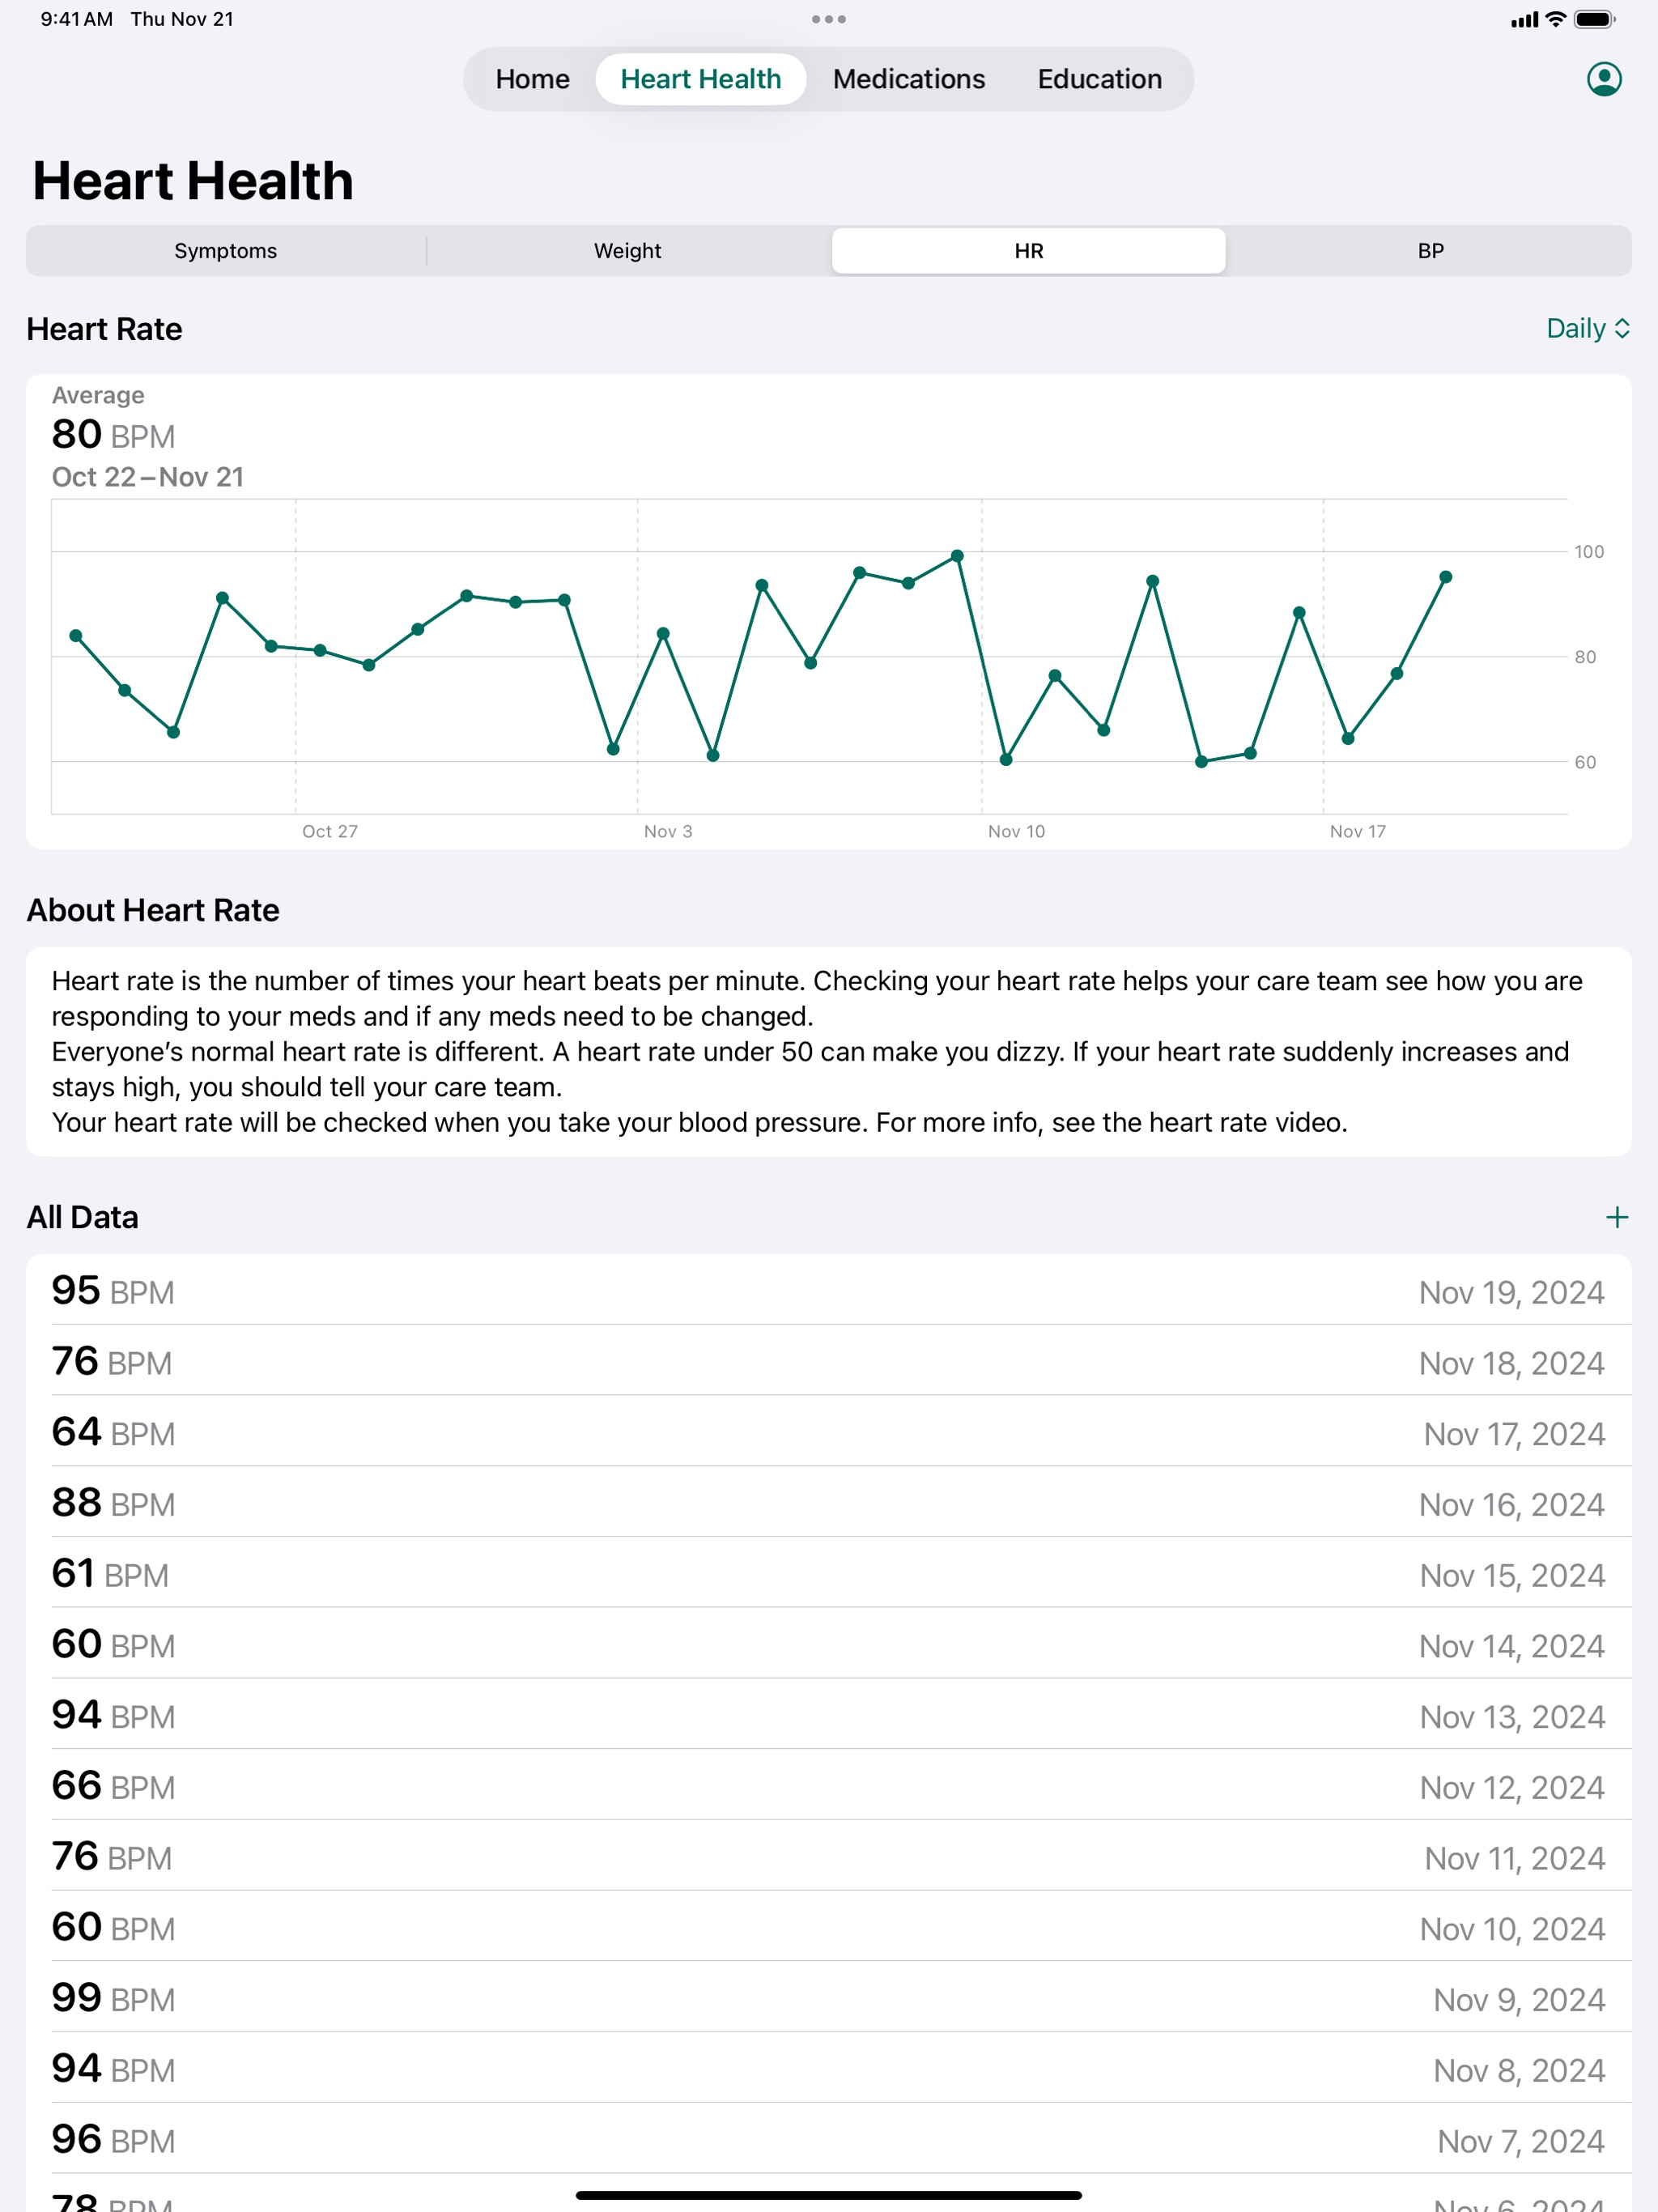 9:41 AM Thu Nov 21
Home Heart Health Medications Education
Heart Health
Symptoms Weight HR BP
Heart Rate Daily
Average
80 BPM
Oct 22 – Nov 21
100
80
60
Oct 27 Nov 3 Nov 10 Nov 17
About Heart Rate
Heart rate is the number of times your heart beats per minute. Checking your heart rate helps your care team see how you are
responding to your meds and if any meds need to be changed.
Everyone’s normal heart rate is different. A heart rate under 50 can make you dizzy. If your heart rate suddenly increases and
stays high, you should tell your care team.
Your heart rate will be checked when you take your blood pressure. For more info, see the heart rate video.
All Data +
95 BPM Nov 19, 2024
76 BPM Nov 18, 2024
64 BPM Nov 17, 2024
88 BPM Nov 16, 2024
61 BPM Nov 15, 2024
60 BPM Nov 14, 2024
94 BPM Nov 13, 2024
66 BPM Nov 12, 2024
76 BPM Nov 11, 2024
60 BPM Nov 10, 2024
99 BPM Nov 9, 2024
94 BPM Nov 8, 2024
96 BPM Nov 7, 2024
78 BPM Nov 6, 2024